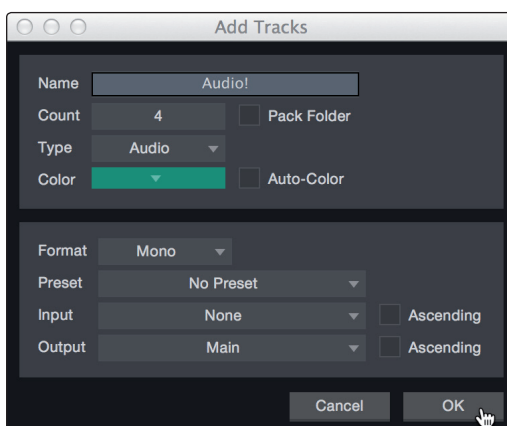 Add Tracks
Name Audio!
Count 4 Pack Folder
Type Audio
Color Auto-Color
Format Mono
Preset No Preset
Input None Ascending
Output Main Ascending
Cancel OK